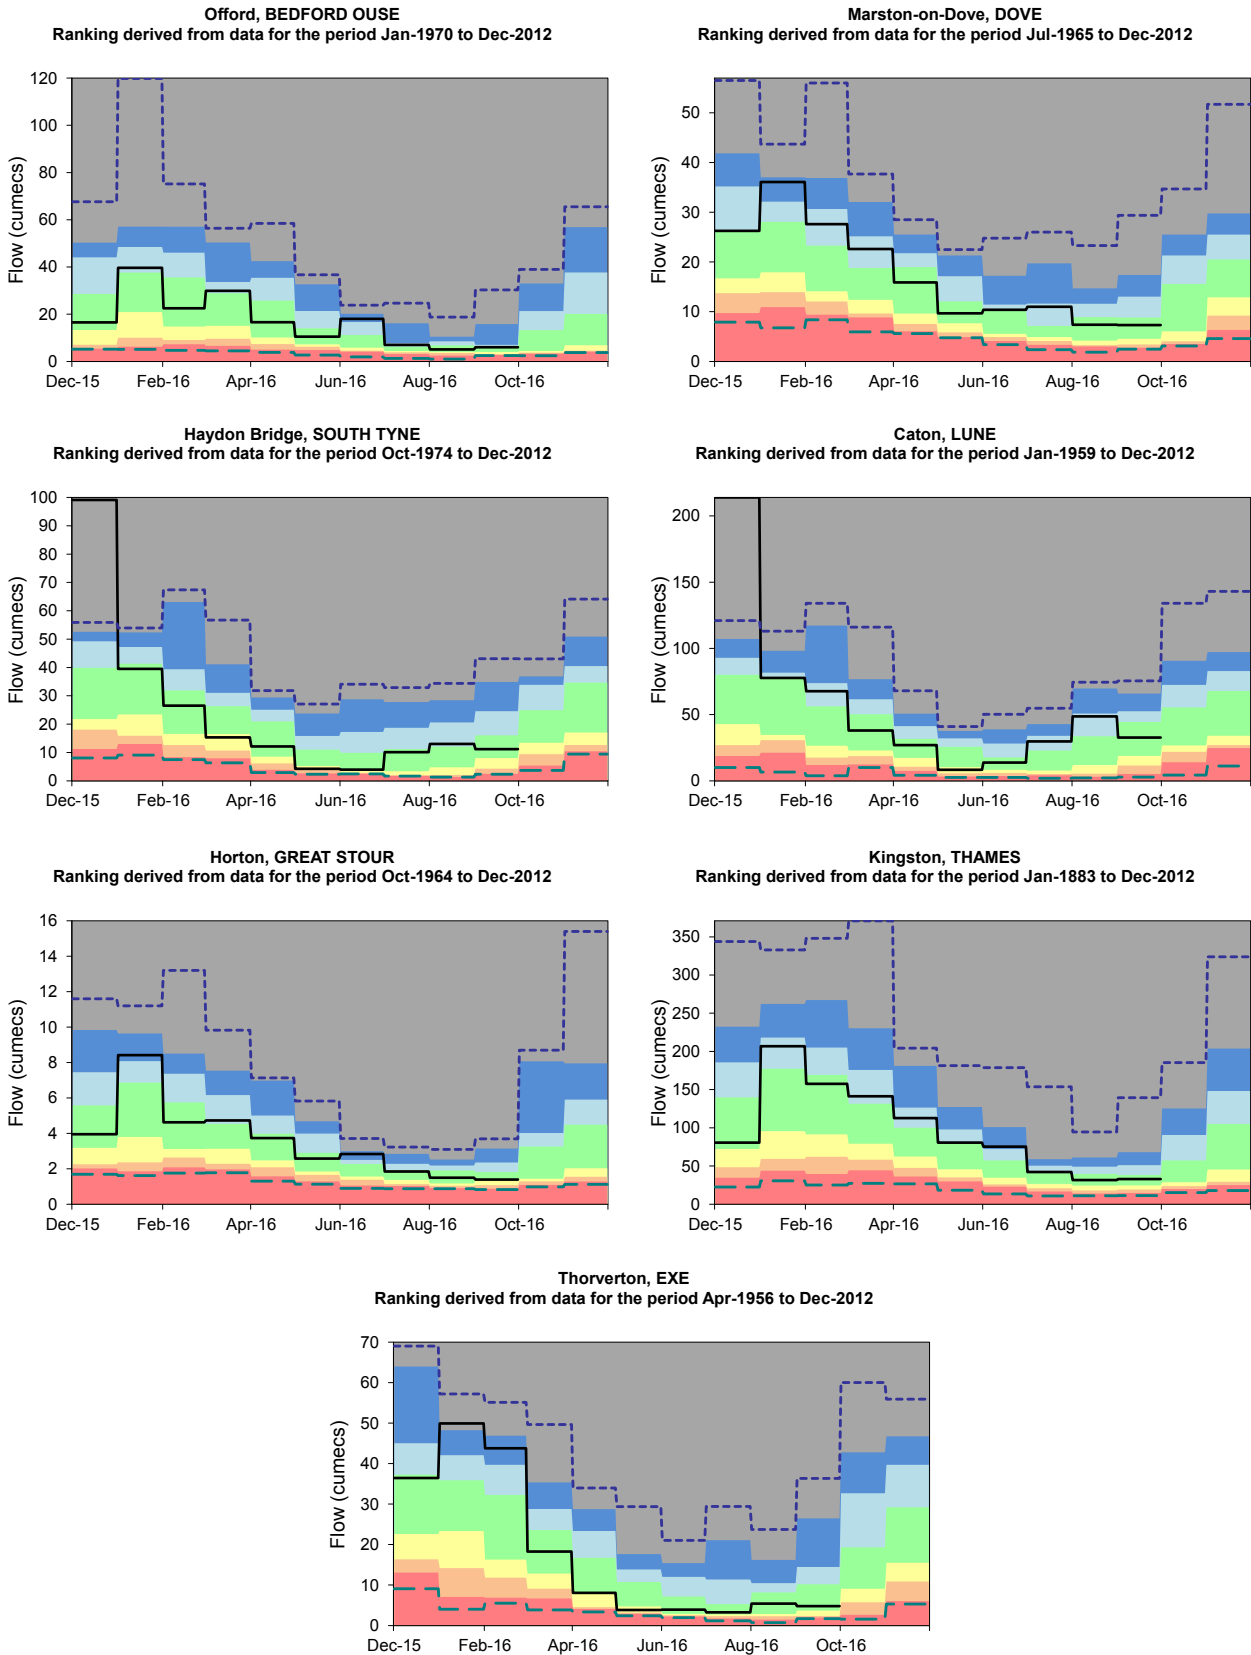 Offord, BEDFORD OUSE
Ranking derived from data for the period Jan-1970 to Dec-2012
Flow (cumecs)
120
100
80
60
40
20
0
Dec-15 Feb-16 Apr-16 Jun-16 Aug-16 Oct-16
Marston-on-Dove, DOVE
Ranking derived from data for the period Jul-1965 to Dec-2012
Flow (cumecs)
50
40
30
20
10
0
Dec-15 Feb-16 Apr-16 Jun-16 Aug-16 Oct-16
Haydon Bridge, SOUTH TYNE
Ranking derived from data for the period Oct-1974 to Dec-2012
Flow (cumecs)
100
90
80
70
60
50
40
30
20
10
0
Dec-15 Feb-16 Apr-16 Jun-16 Aug-16 Oct-16
Caton, LUNE
Ranking derived from data for the period Jan-1959 to Dec-2012
Flow (cumecs)
200
150
100
50
0
Dec-15 Feb-16 Apr-16 Jun-16 Aug-16 Oct-16
Horton, GREAT STOUR
Ranking derived from data for the period Oct-1964 to Dec-2012
Flow (cumecs)
16
14
12
10
8
6
4
2
0
Dec-15 Feb-16 Apr-16 Jun-16 Aug-16 Oct-16
Kingston, THAMES
Ranking derived from data for the period Jan-1883 to Dec-2012
Flow (cumecs)
350
300
250
200
150
100
50
0
Dec-15 Feb-16 Apr-16 Jun-16 Aug-16 Oct-16
Thorverton, EXE
Ranking derived from data for the period Apr-1956 to Dec-2012
Flow (cumecs)
70
60
50
40
30
20
10
0
Dec-15 Feb-16 Apr-16 Jun-16 Aug-16 Oct-16